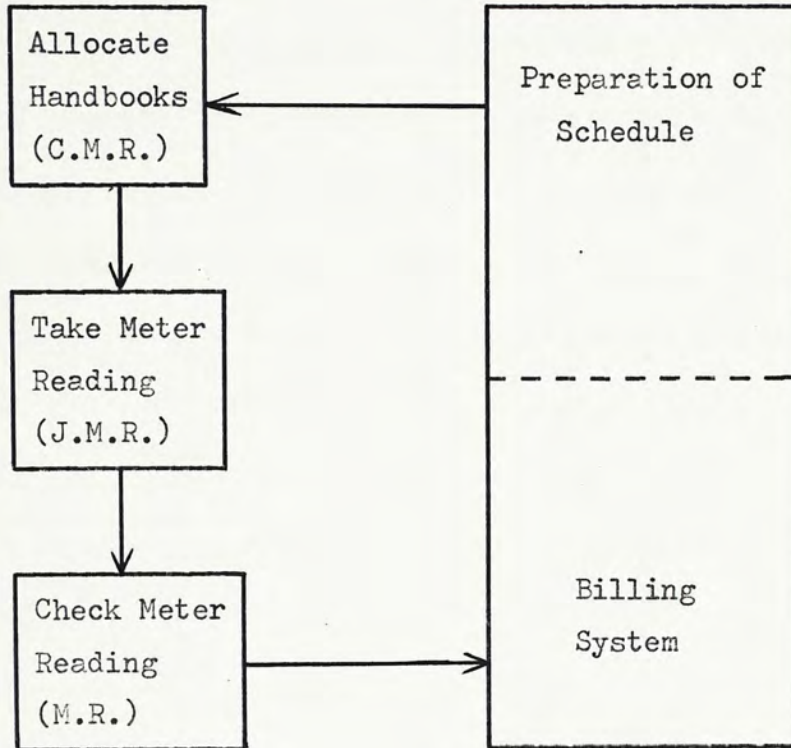 Allocate
Handbooks
(C.M.R.)
Preparation of
Schedule
Take Meter
Reading
(J.M.R.)
Check Meter
Reading
(M.R.)
Billing
System